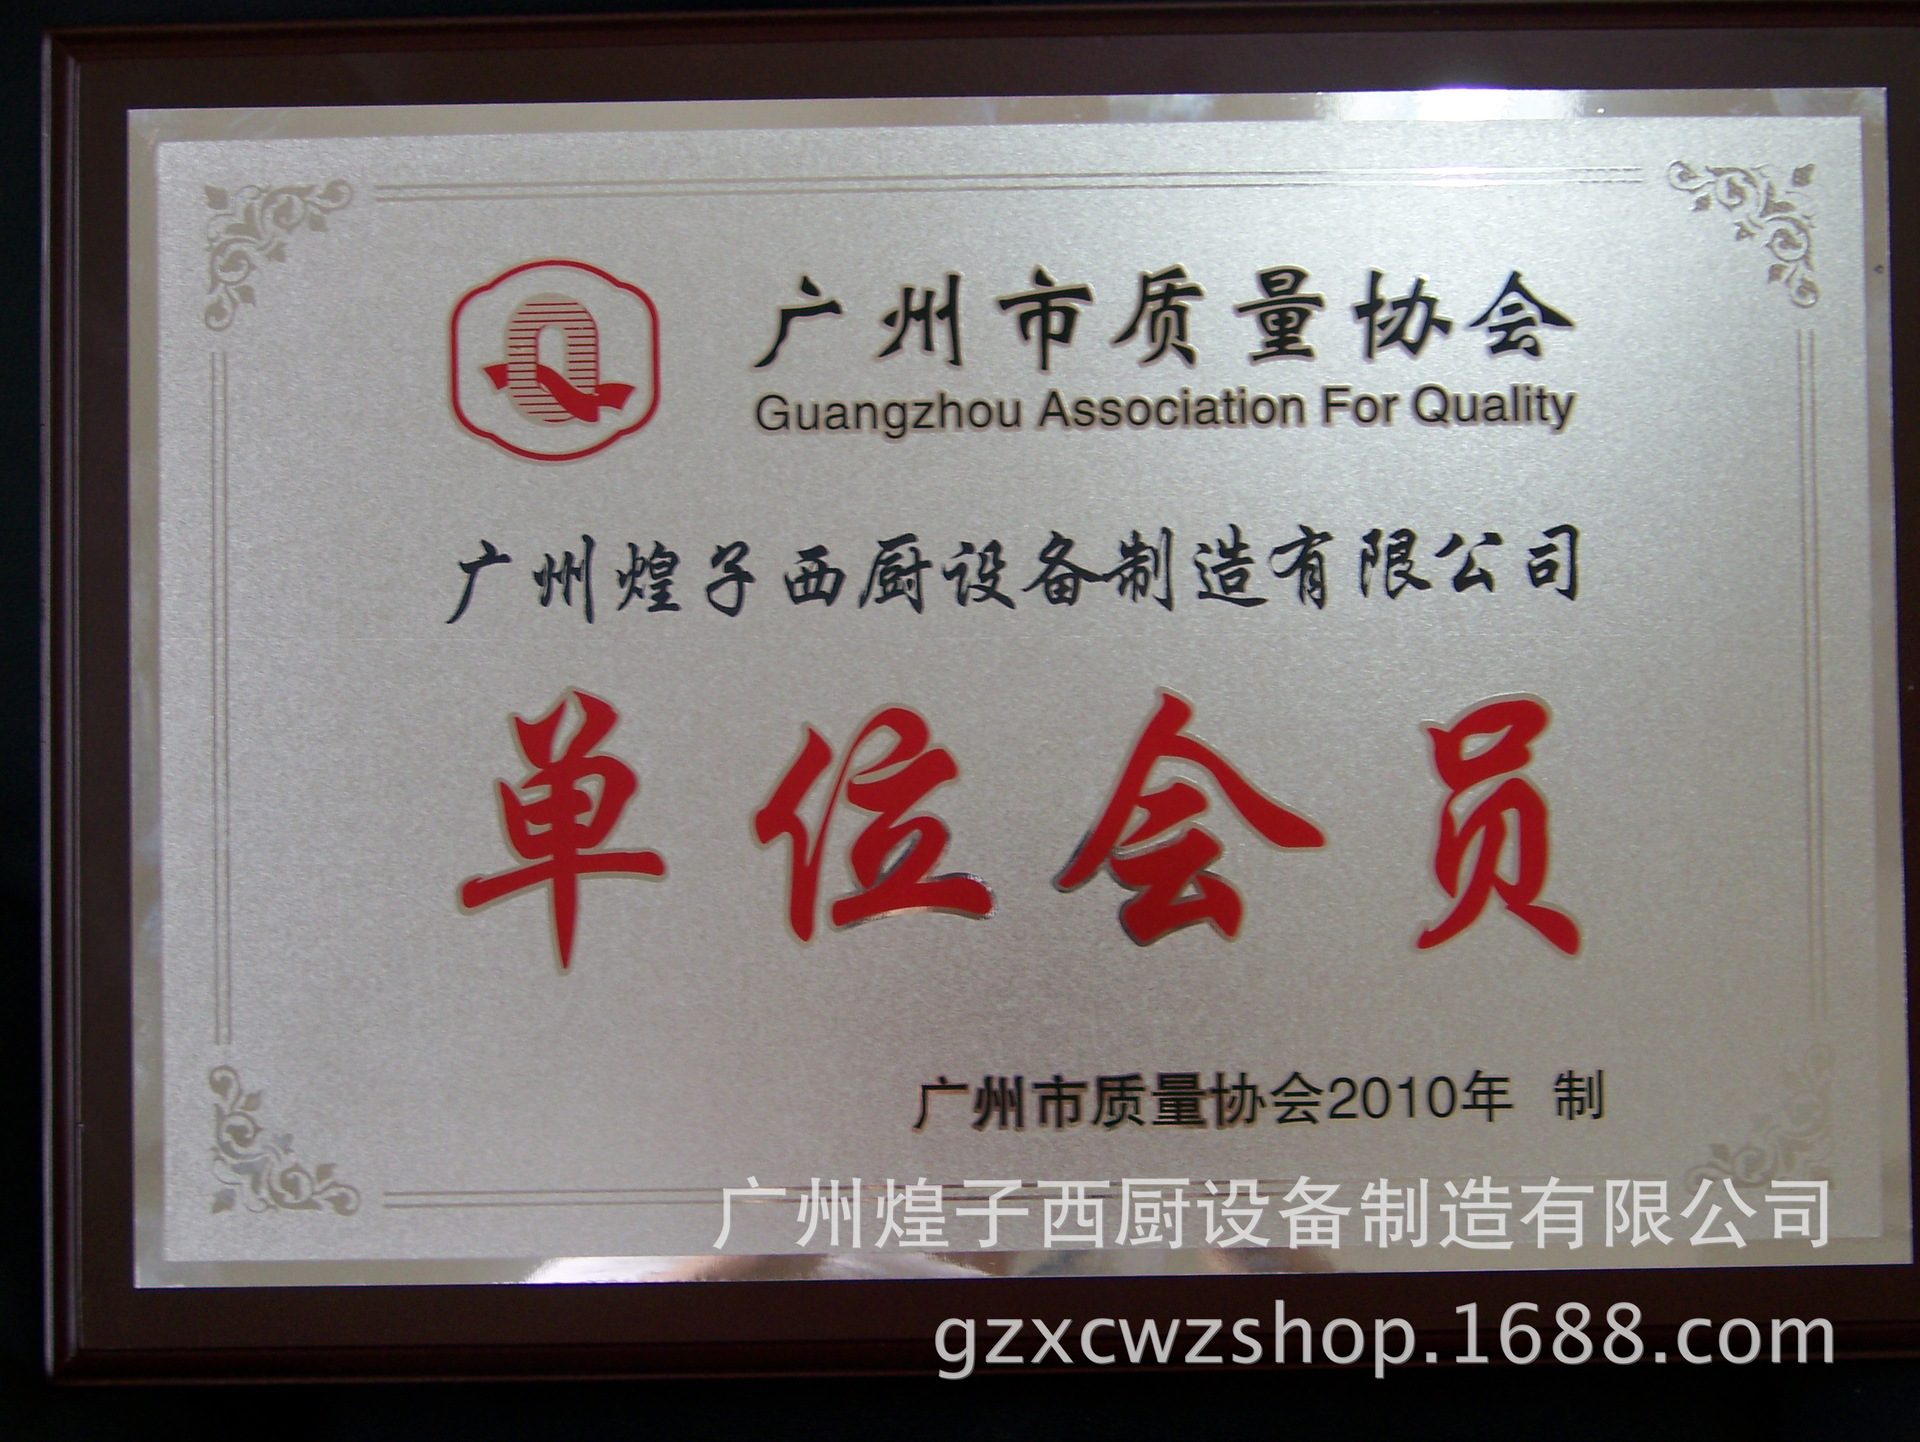 广州市质量协会
Guangzhou Association For Quality
广州煌子西厨设备制造有限公司
单位会员
广州市质量协会2010年 制
广州煌子西厨设备制造有限公司
gzxcwzshop.1688.com